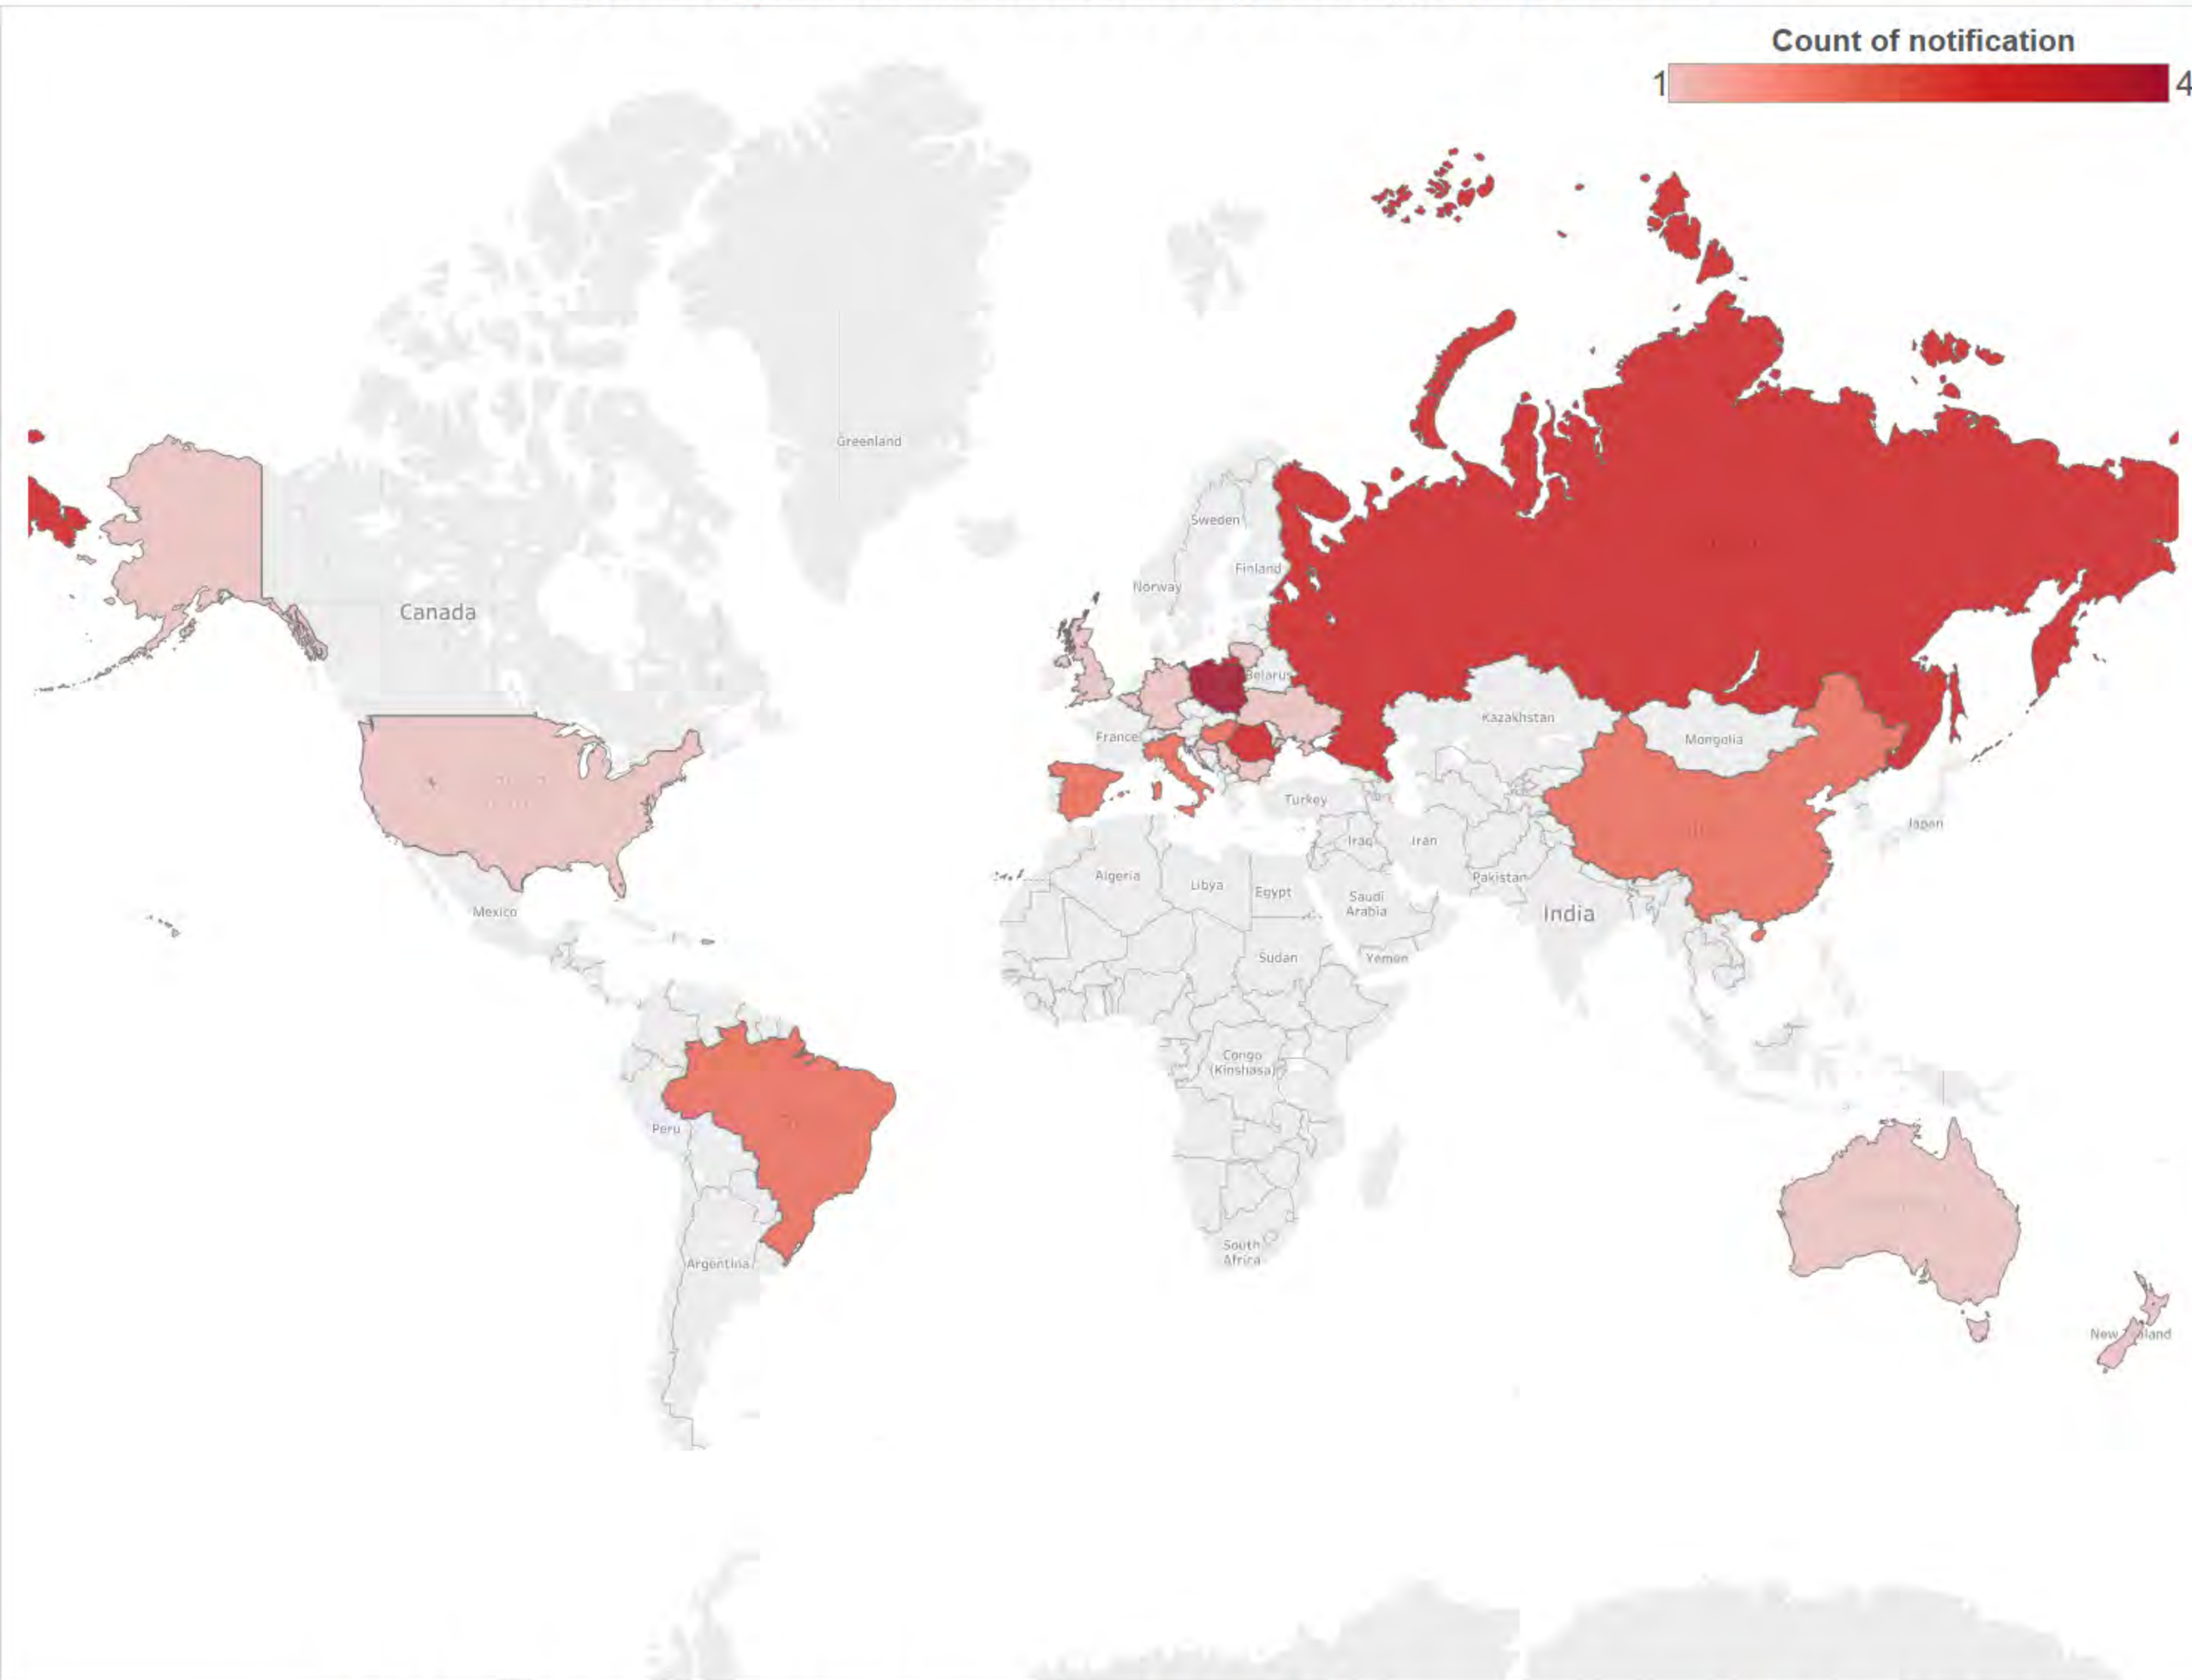 Count of notification
1
4
Greenland
Sweden
Finland
Norway
Canada
Belarus
Kazakhstan
France
Mongolia
Turkey
Japan
Iraq
Iran
Algeria
Libya
Egypt
Pakistan
Saudi
Arabia
India
Mexico
Sudan
Yemen
Congo
(Kinshasa)
Peru
South
Africa
Argentina
New